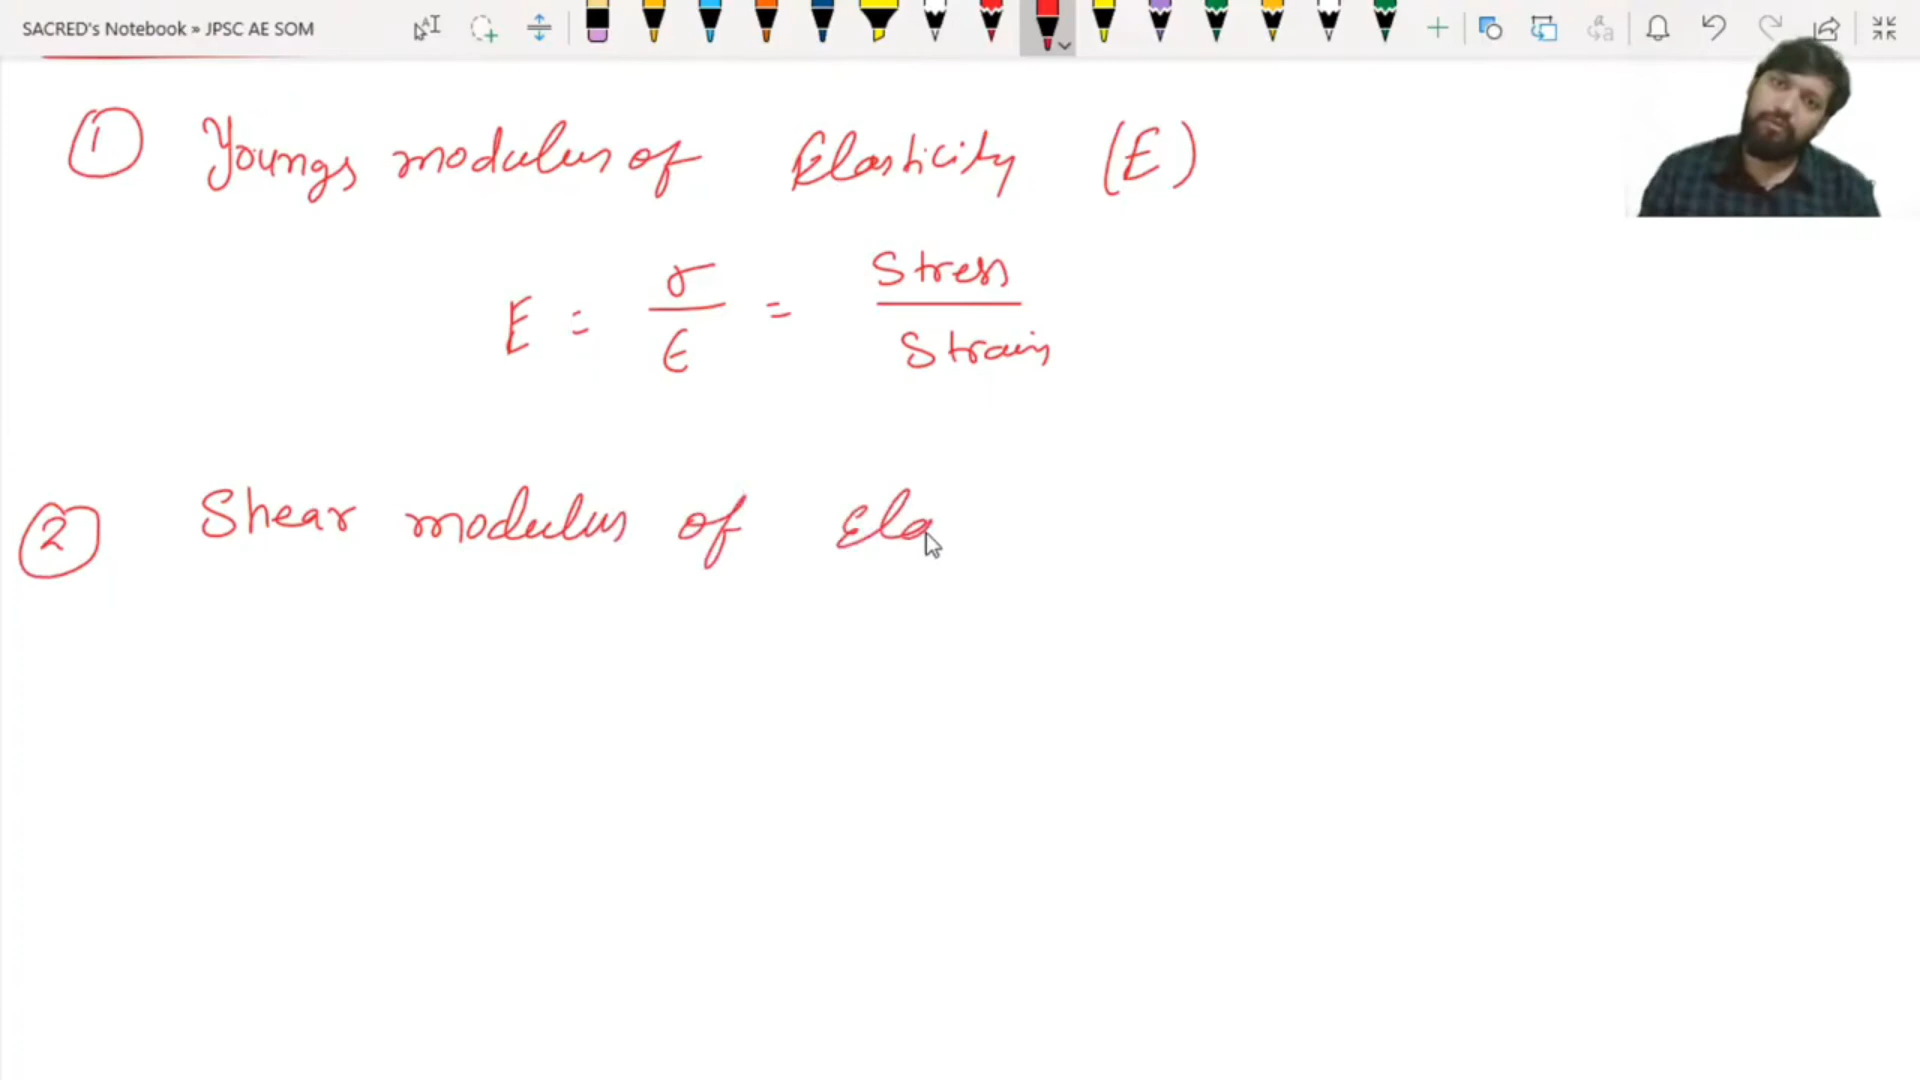 SACRED's Notebook » JPSC AE SOM
① Youngs modulus of Elasticity (E)
E = σ/ϵ = Stress/Strain
② Shear modulus of Ela